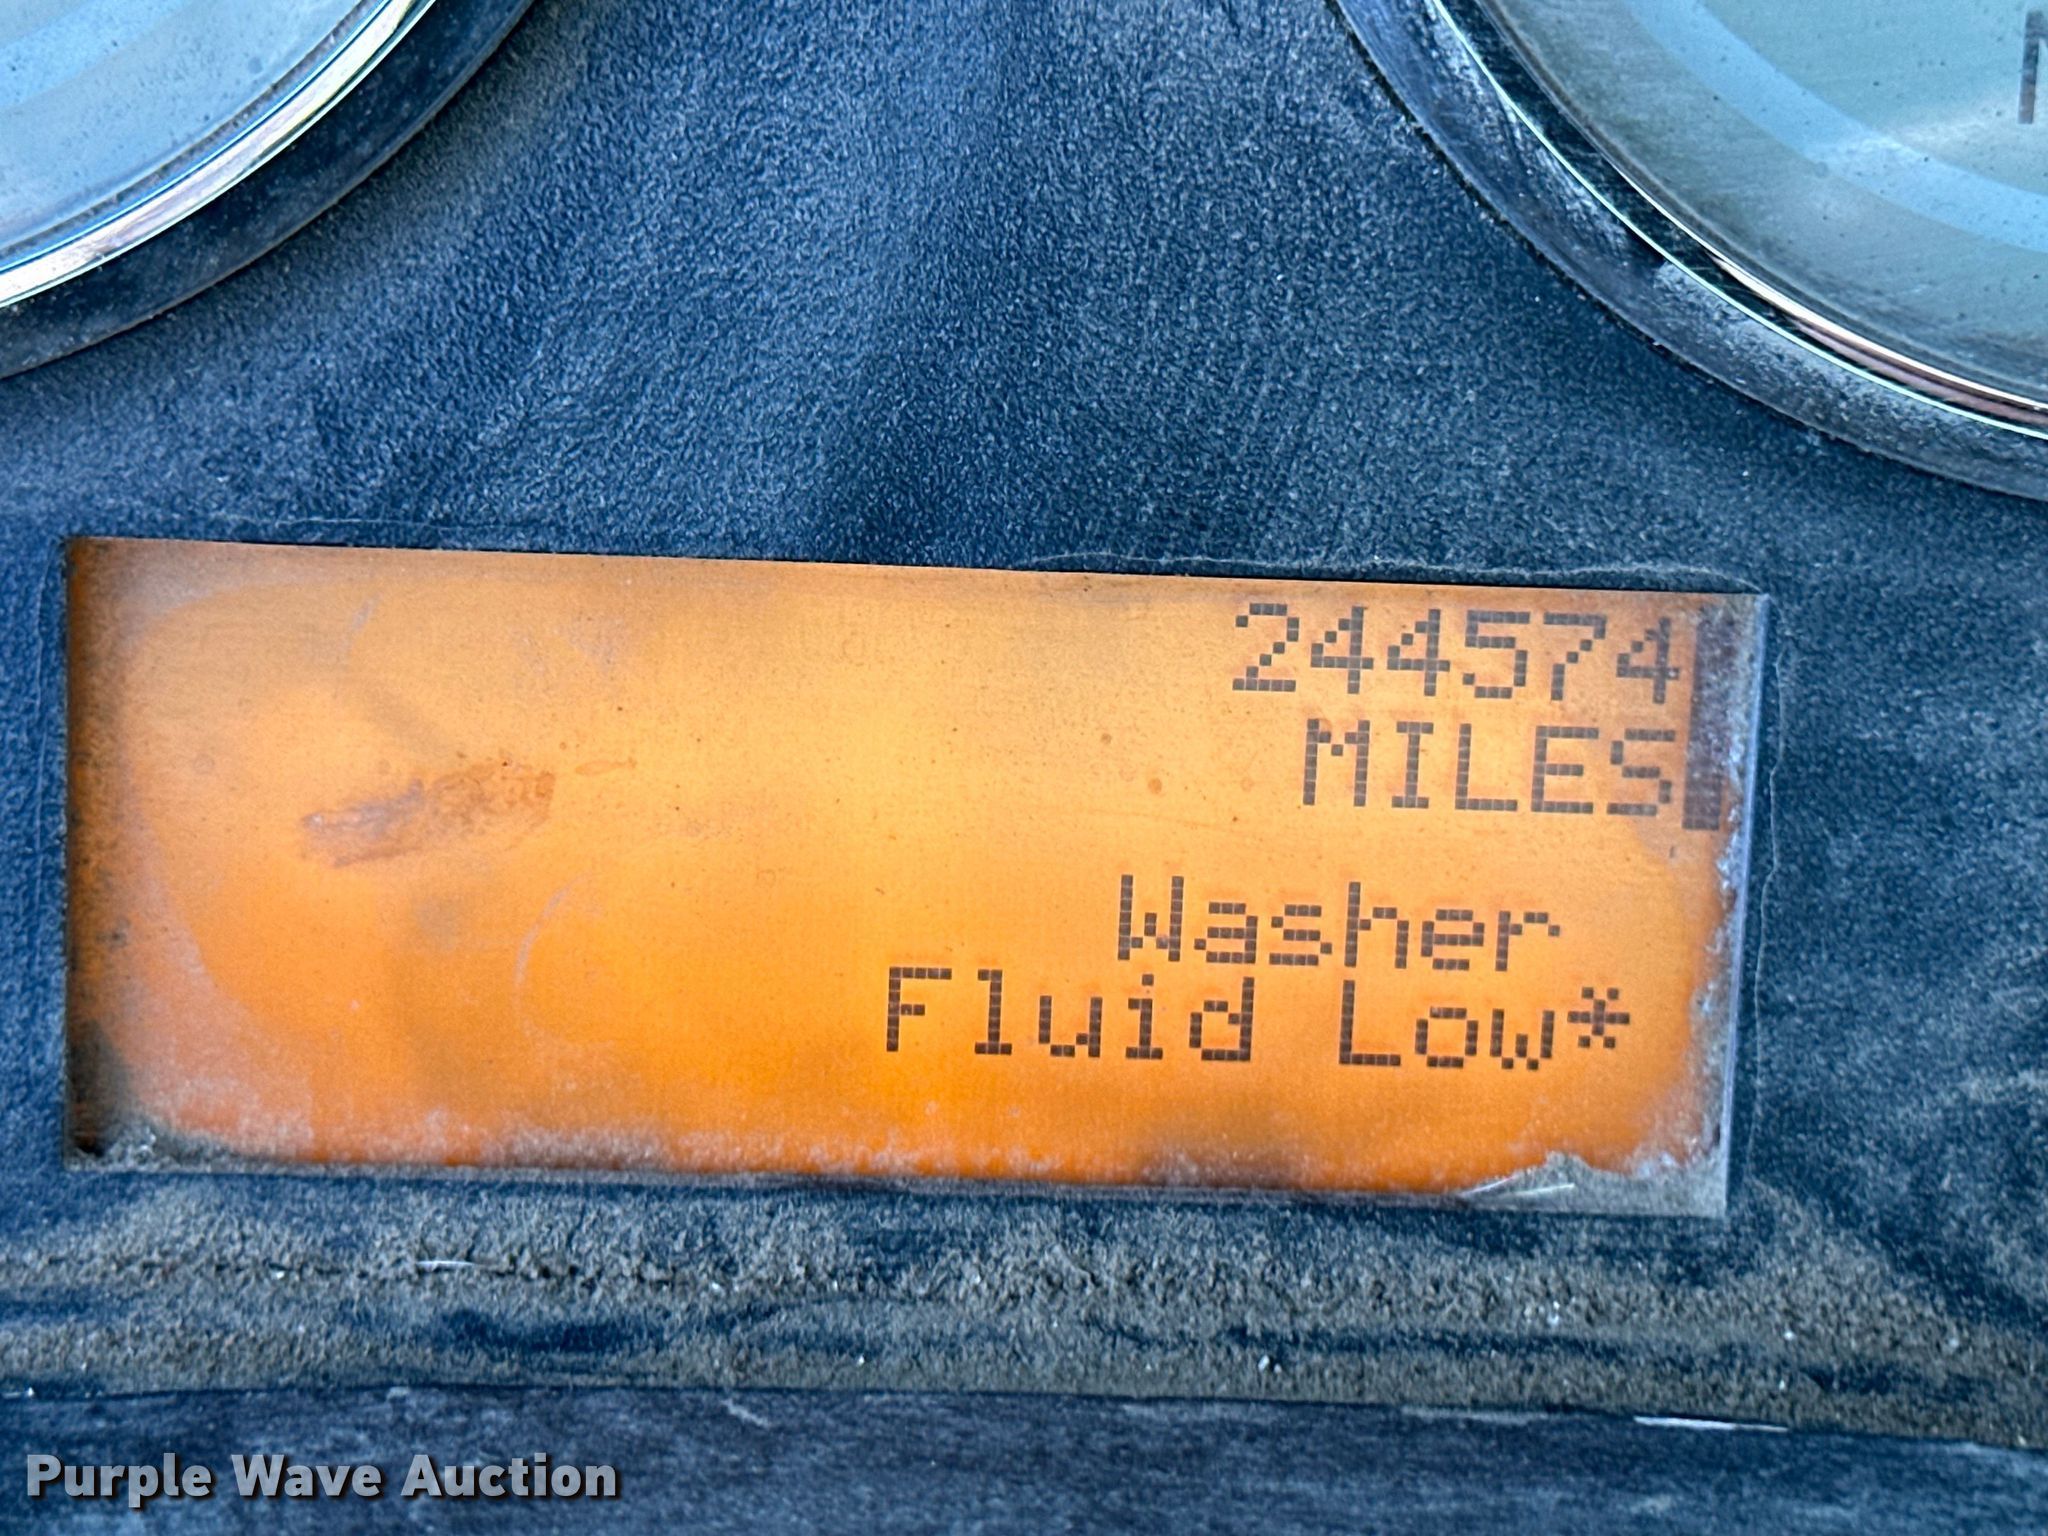 244574
MILES
Washer
Fluid Low*
Purple Wave Auction